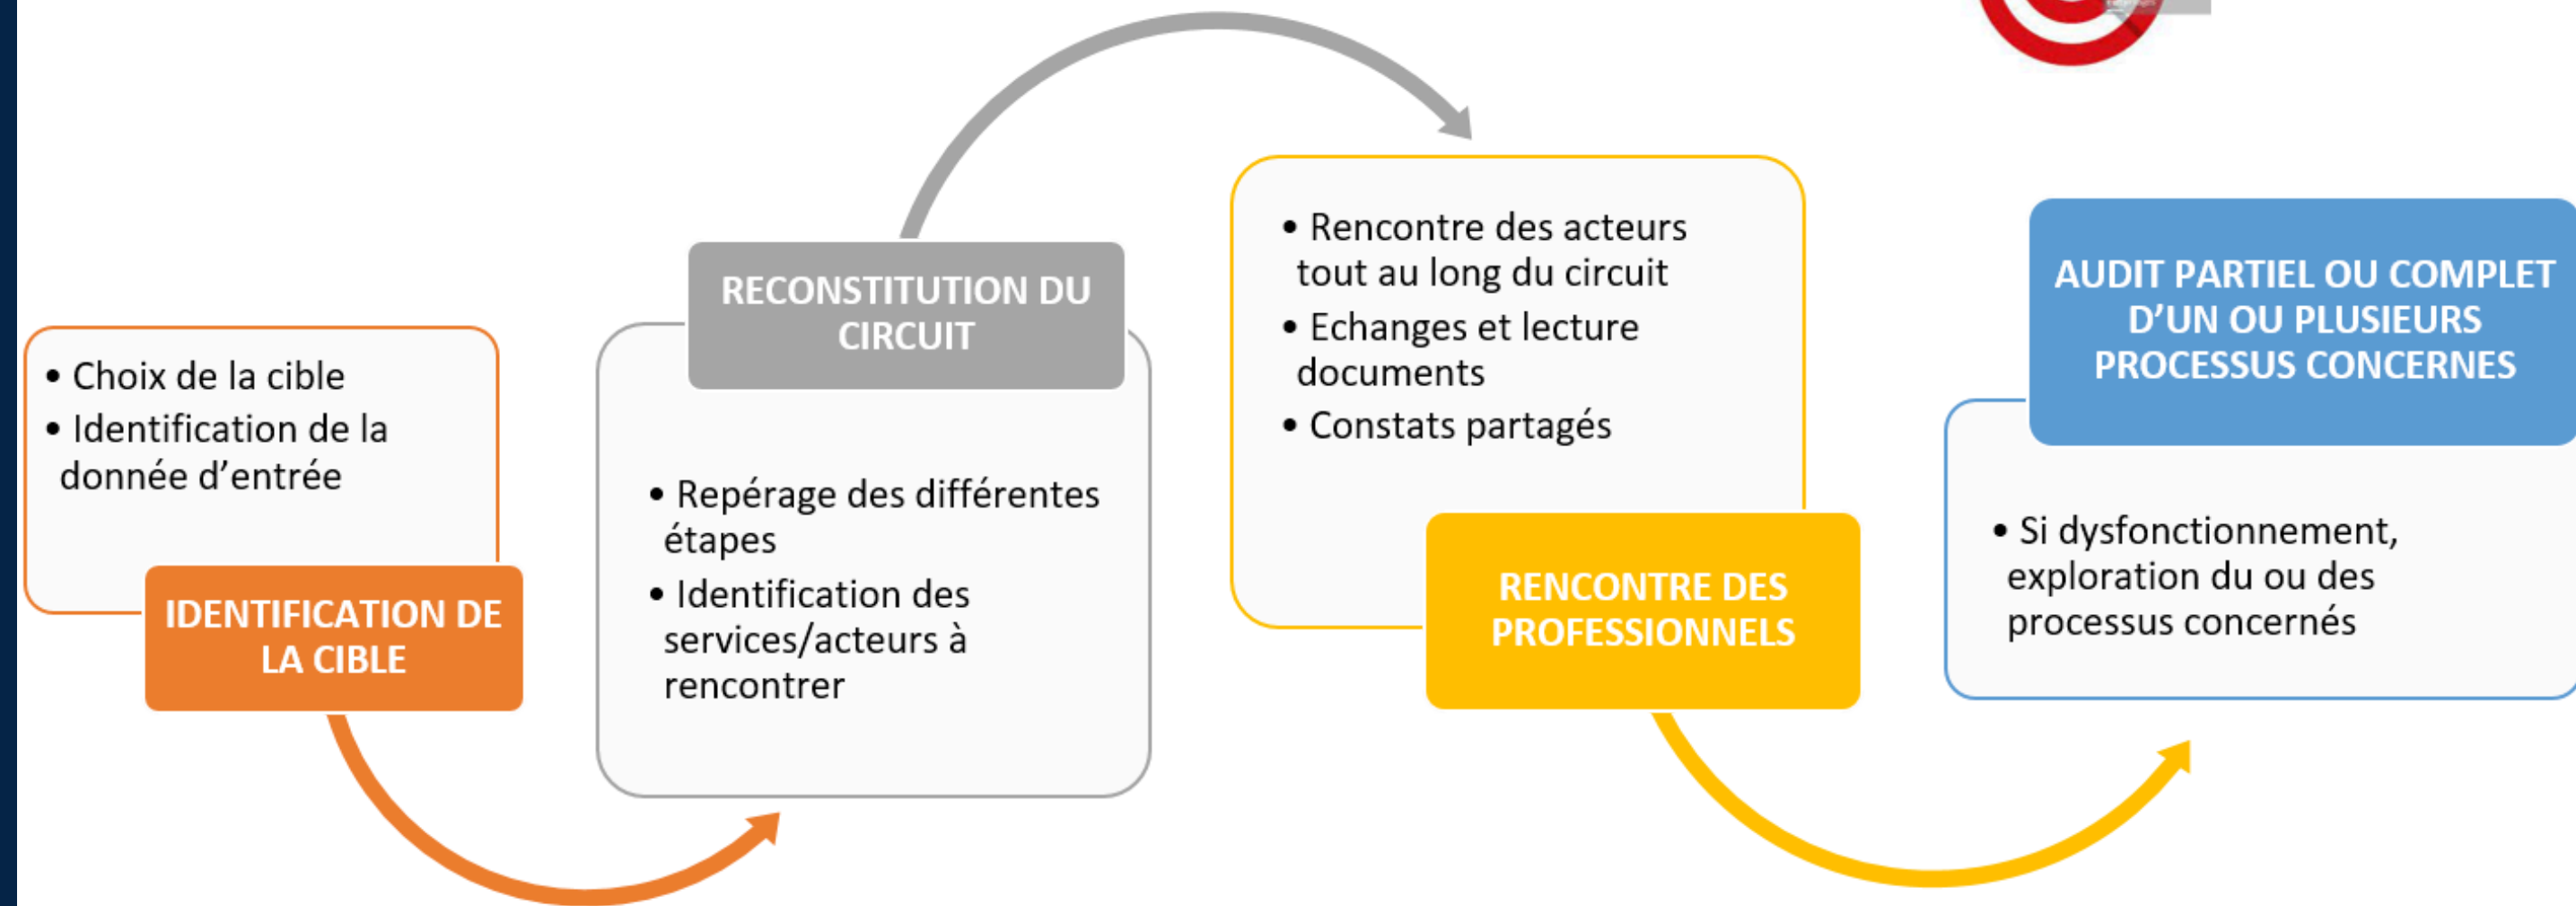 • Choix de la cible
• Identification de la
donnée d’entrée
IDENTIFICATION DE
LA CIBLE
RECONSTITUTION DU
CIRCUIT
• Repérage des différentes
étapes
• Identification des
services/acteurs à
rencontrer
• Rencontre des acteurs
tout au long du circuit
• Echanges et lecture
documents
• Constats partagés
RENCONTRE DES
PROFESSIONNELS
AUDIT PARTIEL OU COMPLET
D’UN OU PLUSIEURS
PROCESSUS CONCERNES
• Si dysfonctionnement,
exploration du ou des
processus concernés